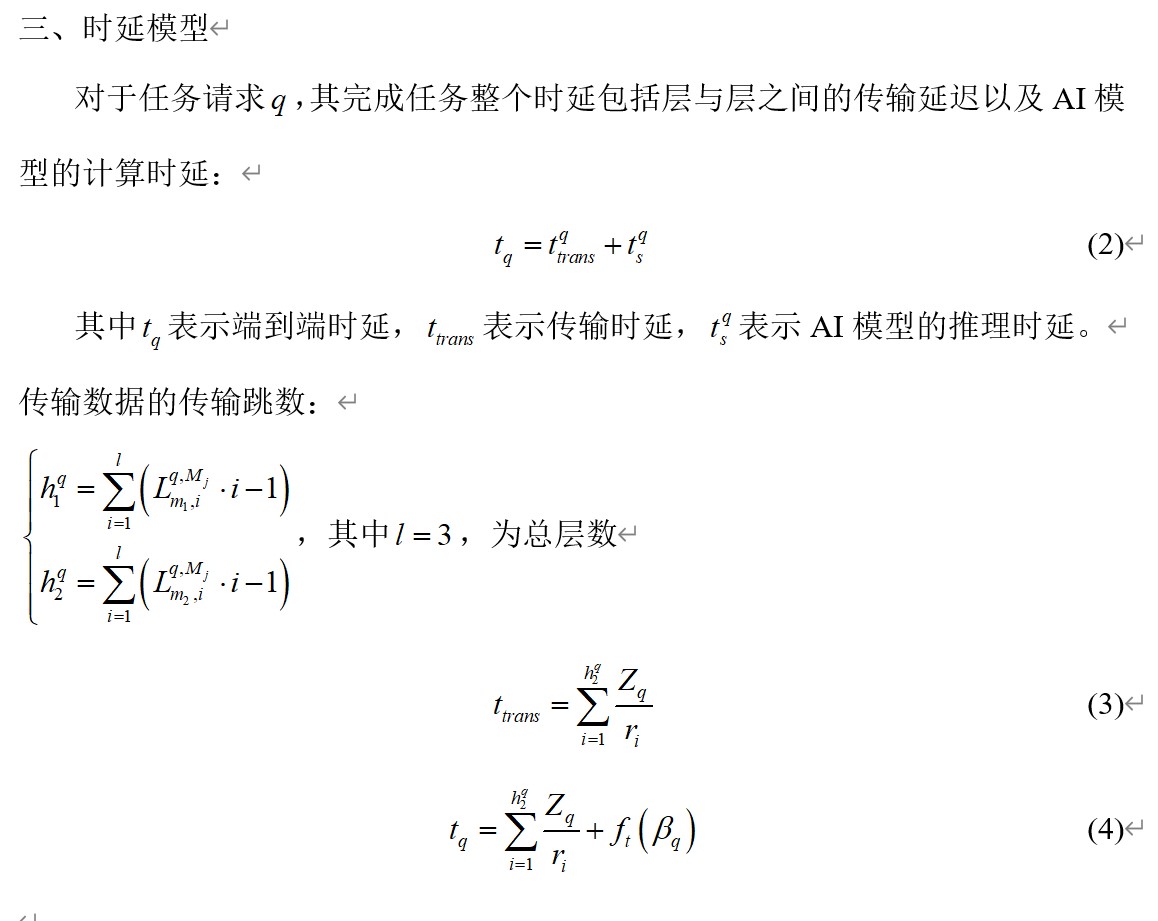 三、时延模型↵
对于任务请求 q ，其完成任务整个时延包括层与层之间的传输延迟以及 AI 模
型的计算时延：↵
t_q = t_{trans}^q + t_s^q (2)↵
其中 t_q 表示端到端时延， t_{trans} 表示传输时延， t_s^q 表示 AI 模型的推理时延。↵
传输数据的传输跳数：↵
\begin{cases} h_1^q = \sum_{i=1}^{l} \left( L_{m_1,i}^{q,M_j} \cdot i - 1 \right) \\ h_2^q = \sum_{i=1}^{l} \left( L_{m_2,i}^{q,M_j} \cdot i - 1 \right) \end{cases} ，其中 l = 3 ，为总层数↵
t_{trans} = \sum_{i=1}^{h_2^q} \frac{Z_q}{r_i} (3)↵
t_q = \sum_{i=1}^{h_2^q} \frac{Z_q}{r_i} + f_t(\beta_q) (4)↵